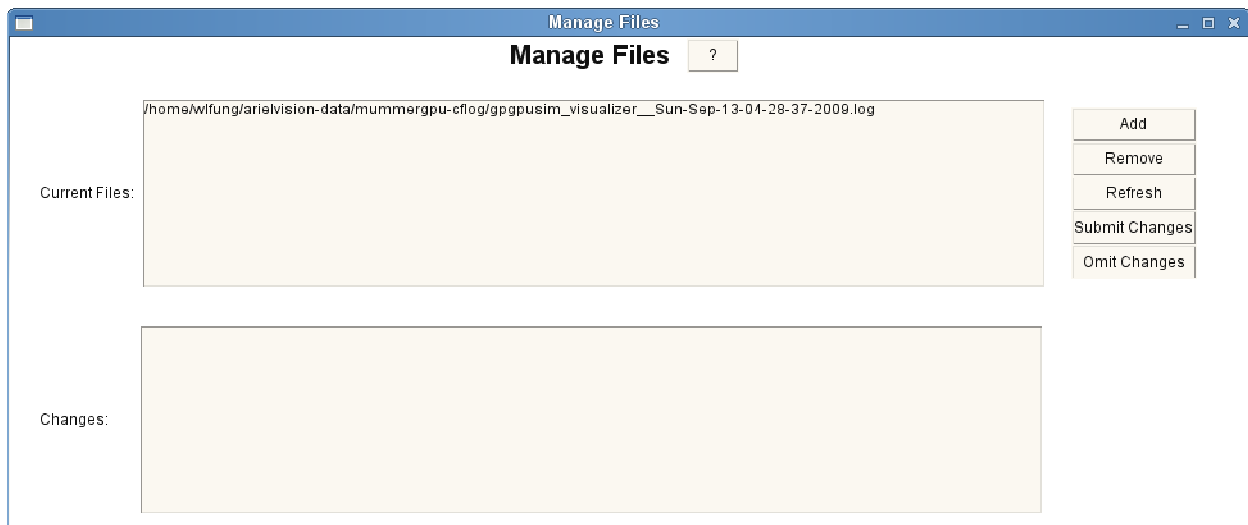 Manage Files
Manage Files ?
/home/wlfung/arielvision-data/mummergpu-cflog/gpgpusim_visualizer__Sun-Sep-13-04-28-37-2009.log
Current Files:
Add
Remove
Refresh
Submit Changes
Omit Changes
Changes: